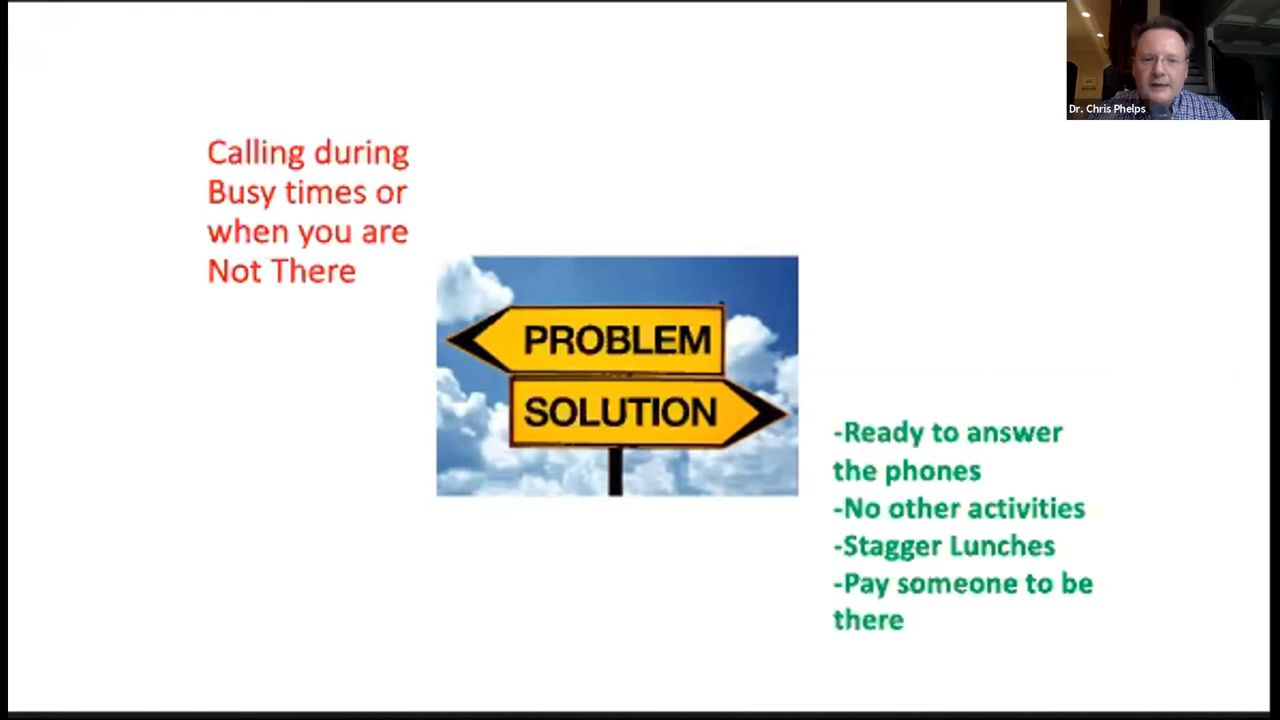 Dr. Chris Phelps
Calling during
Busy times or
when you are
Not There
PROBLEM
SOLUTION
-Ready to answer
the phones
-No other activities
-Stagger Lunches
-Pay someone to be
there